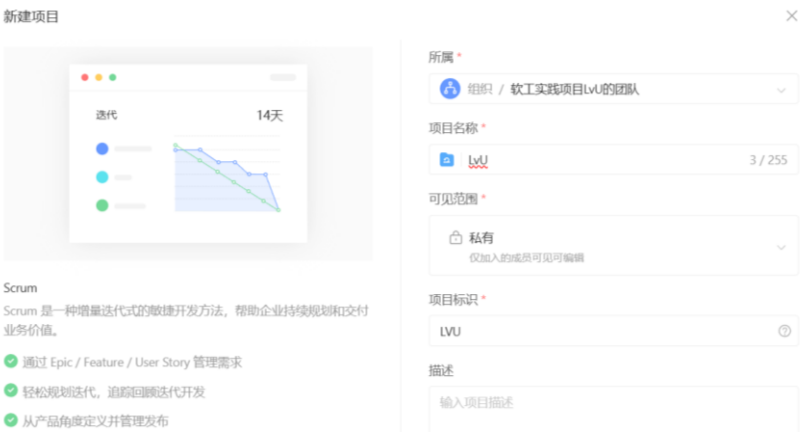 新建项目
迭代
14天
Scrum
Scrum 是一种增量迭代式的敏捷开发方法，帮助企业持续规划和交付
业务价值。
通过 Epic / Feature / User Story 管理需求
轻松规划迭代，追踪回顾迭代开发
从产品角度定义并管理发布
所属 *
组织 / 软工实践项目LvU的团队
项目名称 *
LvU
3 / 255
可见范围 *
私有
仅加入的成员可见可编辑
项目标识 *
LVU
描述
输入项目描述